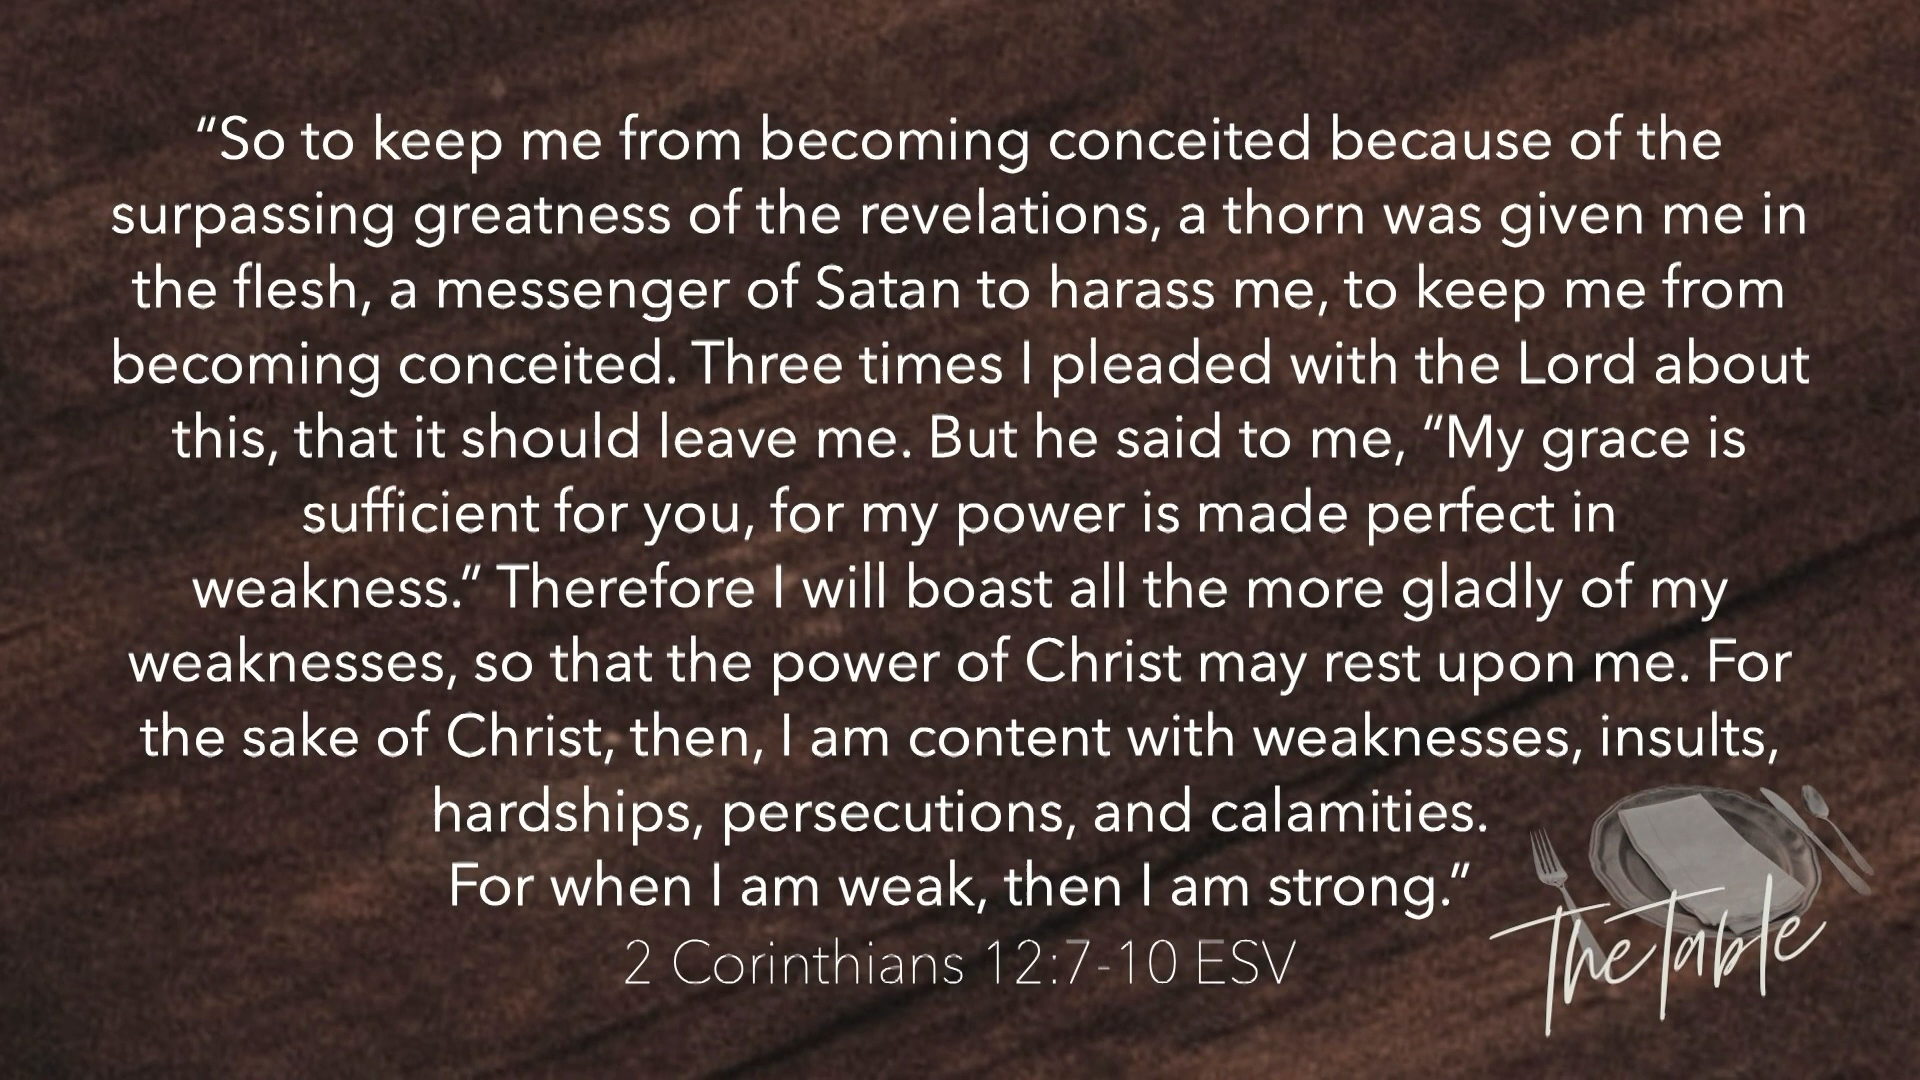 “So to keep me from becoming conceited because of the
surpassing greatness of the revelations, a thorn was given me in
the flesh, a messenger of Satan to harass me, to keep me from
becoming conceited. Three times I pleaded with the Lord about
this, that it should leave me. But he said to me, “My grace is
sufficient for you, for my power is made perfect in
weakness.” Therefore I will boast all the more gladly of my
weaknesses, so that the power of Christ may rest upon me. For
the sake of Christ, then, I am content with weaknesses, insults,
hardships, persecutions, and calamities.
For when I am weak, then I am strong.”
2 Corinthians 12:7-10 ESV
The Table